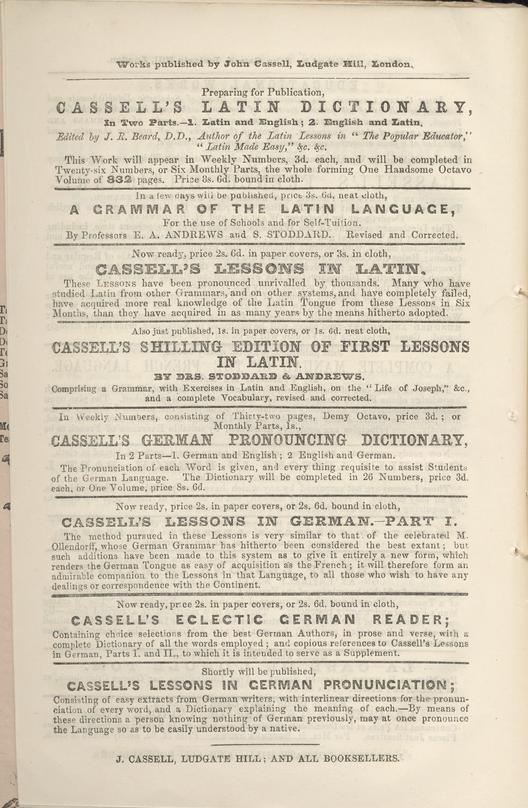 Works published by John Cassell, Ludgate Hill, London.
Preparing for Publication,
CASSELL'S LATIN DICTIONARY,
In Two Parts.—1. Latin and English; 2. English and Latin.
Edited by J. R. Beard, D.D., Author of the Latin Lessons in "The Popular Educator,"
"Latin Made Easy," &c. &c.
This Work will appear in Weekly Numbers, 3d. each, and will be completed in
Twenty-six Numbers, or Six Monthly Parts, the whole forming One Handsome Octavo
Volume of 832 pages. Price 8s. 6d. bound in cloth.
In a few days will be published, price 3s. 6d. neat cloth,
A GRAMMAR OF THE LATIN LANGUAGE,
For the use of Schools and for Self-Tuition.
By Professors E. A. ANDREWS and S. STODDARD. Revised and Corrected.
Now ready, price 2s. 6d. in paper covers, or 3s. in cloth,
CASSELL'S LESSONS IN LATIN.
These LESSONS have been pronounced unrivalled by thousands. Many who have
studied Latin from other Grammars, and on other systems, and have completely failed,
have acquired more real knowledge of the Latin Tongue from these Lessons in Six
Months, than they have acquired in as many years by the means hitherto adopted.
Also just published, 1s. in paper covers, or 1s. 6d. neat cloth,
CASSELL'S SHILLING EDITION OF FIRST LESSONS
IN LATIN.
BY DRS. STODDARD & ANDREWS.
Comprising a Grammar, with Exercises in Latin and English, on the "Life of Joseph," &c.,
and a complete Vocabulary, revised and corrected.
In Weekly Numbers, consisting of Thirty-two pages, Demy Octavo, price 3d.; or
Monthly Parts, 1s.,
CASSELL'S GERMAN PRONOUNCING DICTIONARY,
In 2 Parts—1. German and English; 2 English and German.
The Pronunciation of each Word is given, and every thing requisite to assist Students
of the German Language. The Dictionary will be completed in 26 Numbers, price 3d.
each, or One Volume, price 8s. 6d.
Now ready, price 2s. in paper covers, or 2s. 6d. bound in cloth,
CASSELL'S LESSONS IN GERMAN.—PART I.
The method pursued in these Lessons is very similar to that of the celebrated M.
Ollendorff, whose German Grammar has hitherto been considered the best extant; but
such additions have been made to this system as to give it entirely a new form, which
renders the German Tongue as easy of acquisition as the French; it will therefore form an
admirable companion to the Lessons in that Language, to all those who wish to have any
dealings or correspondence with the Continent.
Now ready, price 2s. in paper covers, or 2s. 6d. bound in cloth,
CASSELL'S ECLECTIC GERMAN READER;
Containing choice selections from the best German Authors, in prose and verse, with a
complete Dictionary of all the words employed; and copious references to Cassell's Lessons
in German, Parts I. and II., to which it is intended to serve as a Supplement.
Shortly will be published,
CASSELL'S LESSONS IN GERMAN PRONUNCIATION;
Consisting of easy extracts from German writers, with interlinear directions for the pronun-
ciation of every word, and a Dictionary explaining the meaning of each.—By means of
these directions a person knowing nothing of German previously, may at once pronounce
the Language so as to be easily understood by a native.
J. CASSELL, LUDGATE HILL; AND ALL BOOKSELLERS.